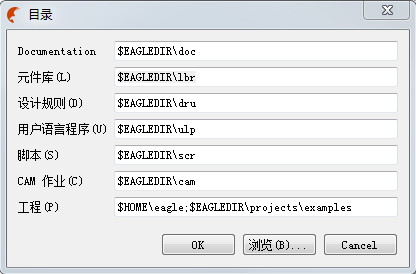 目录
Documentation $EAGLEDIR\doc
元件库(L) $EAGLEDIR\lbr
设计规则(D) $EAGLEDIR\dru
用户语言程序(U) $EAGLEDIR\ulp
脚本(S) $EAGLEDIR\scr
CAM 作业(C) $EAGLEDIR\cam
工程(P) $HOME\eagle;$EAGLEDIR\projects\examples
OK 浏览(B)... Cancel